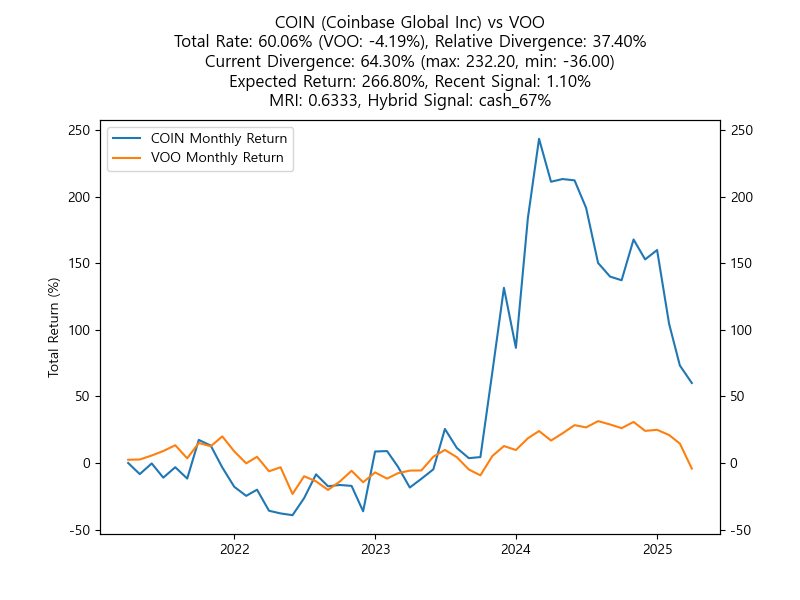 COIN (Coinbase Global Inc) vs VOO
Total Rate: 60.06% (VOO: -4.19%), Relative Divergence: 37.40%
Current Divergence: 64.30% (max: 232.20, min: -36.00)
Expected Return: 266.80%, Recent Signal: 1.10%
MRI: 0.6333, Hybrid Signal: cash_67%
COIN Monthly Return
VOO Monthly Return
Total Return (%)
250
200
150
100
50
0
-50
250
200
150
100
50
0
-50
2022
2023
2024
2025